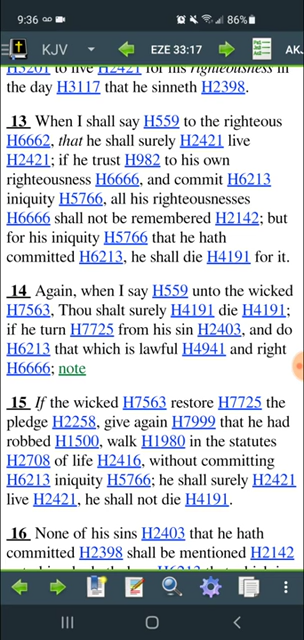 9:36 86%
KJV EZE 33:17 AK.
H3201 to live H2421 for his righteousness in
the day H3117 that he sinneth H2398.
13 When I shall say H559 to the righteous
H6662, that he shall surely H2421 live
H2421; if he trust H982 to his own
righteousness H6666, and commit H6213
iniquity H5766, all his righteousnesses
H6666 shall not be remembered H2142; but
for his iniquity H5766 that he hath
committed H6213, he shall die H4191 for it.
14 Again, when I say H559 unto the wicked
H7563, Thou shalt surely H4191 die H4191;
if he turn H7725 from his sin H2403, and do
H6213 that which is lawful H4941 and right
H6666; note
15 If the wicked H7563 restore H7725 the
pledge H2258, give again H7999 that he had
robbed H1500, walk H1980 in the statutes
H2708 of life H2416, without committing
H6213 iniquity H5766; he shall surely H2421
live H2421, he shall not die H4191.
16 None of his sins H2403 that he hath
committed H2398 shall be mentioned H2142